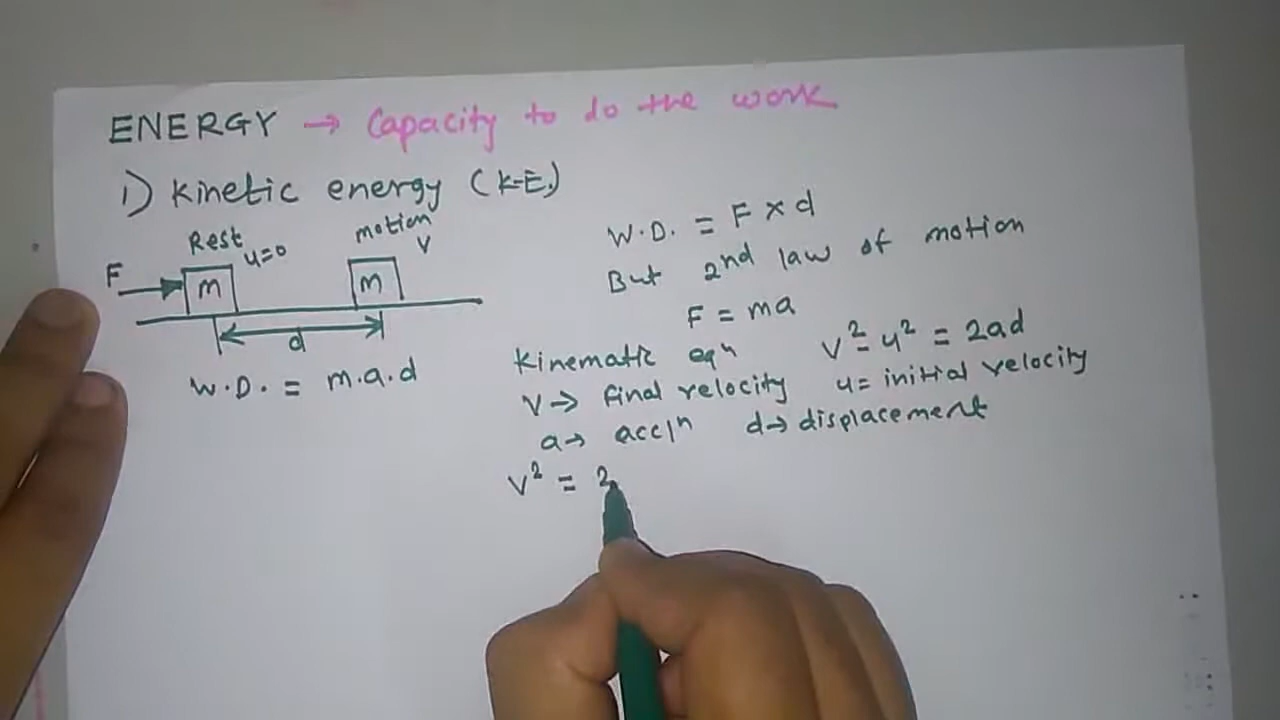 ENERGY → Capacity to do the work
1) Kinetic energy (K.E.)
Rest
u=0
motion
v
F
m
m
d
W.D. = m.a.d
W.D. = F × d
But 2nd law of motion
F = ma
Kinematic eqⁿ v² - u² = 2ad
v → final velocity u = initial velocity
a → acclⁿ d → displacement
v² = 2